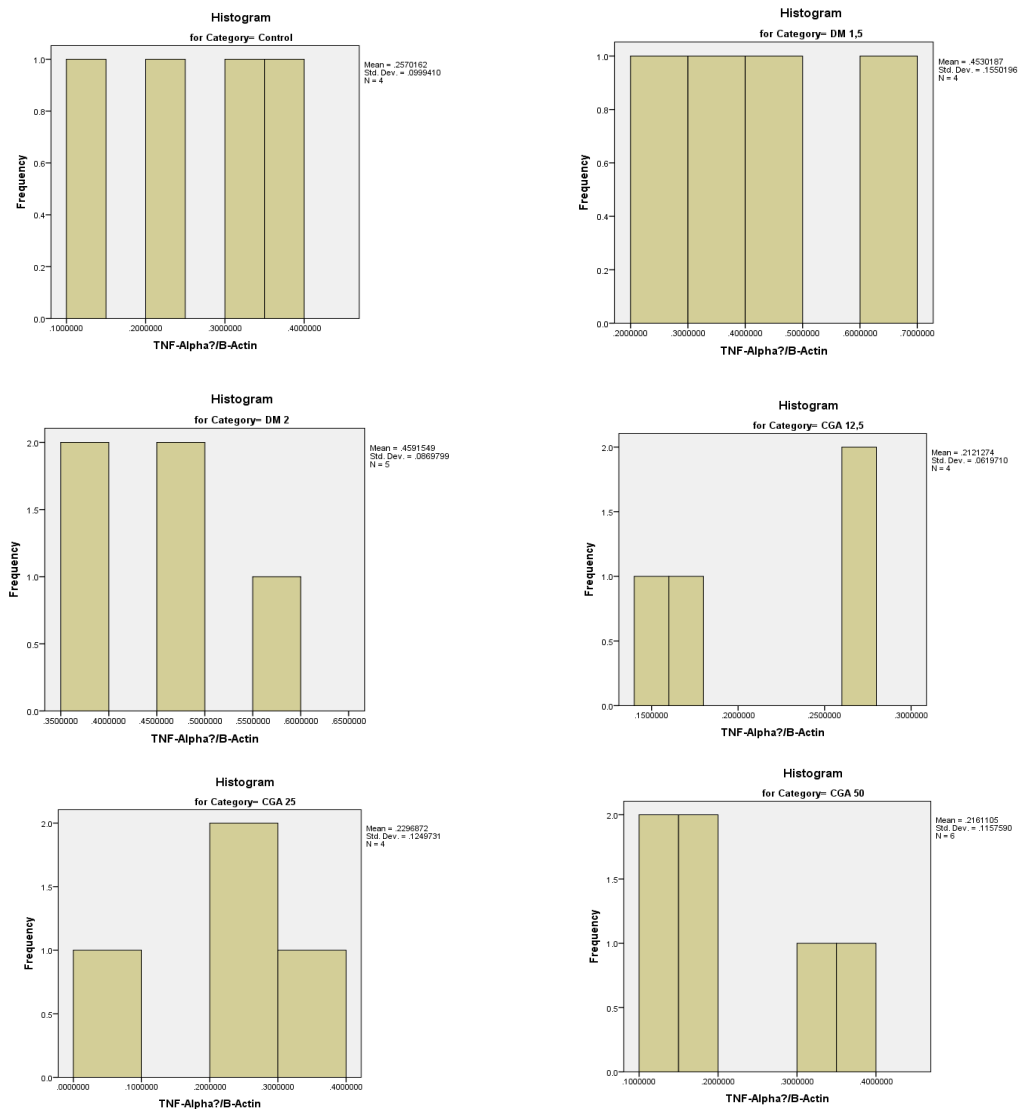 Histogram
for Category= Control
Mean = .2570162
Std. Dev. = .0999410
N = 4
Frequency
1.0
0.8
0.6
0.4
0.2
0.0
.1000000 .2000000 .3000000 .4000000
TNF-Alpha?/B-Actin
Histogram
for Category= DM 1,5
Mean = .4530187
Std. Dev. = .1550196
N = 4
Frequency
1.0
0.8
0.6
0.4
0.2
0.0
.2000000 .3000000 .4000000 .5000000 .6000000 .7000000
TNF-Alpha?/B-Actin
Histogram
for Category= DM 2
Mean = .4591549
Std. Dev. = .0869799
N = 5
Frequency
2.0
1.5
1.0
0.5
0.0
.3500000 .4000000 .4500000 .5000000 .5500000 .6000000 .6500000
TNF-Alpha?/B-Actin
Histogram
for Category= CGA 12,5
Mean = .2121274
Std. Dev. = .0619710
N = 4
Frequency
2.0
1.5
1.0
0.5
0.0
.1500000 .2000000 .2500000 .3000000
TNF-Alpha?/B-Actin
Histogram
for Category= CGA 25
Mean = .2296872
Std. Dev. = .1249731
N = 4
Frequency
2.0
1.5
1.0
0.5
0.0
.0000000 .1000000 .2000000 .3000000 .4000000
TNF-Alpha?/B-Actin
Histogram
for Category= CGA 50
Mean = .2161105
Std. Dev. = .1157590
N = 6
Frequency
2.0
1.5
1.0
0.5
0.0
.1000000 .2000000 .3000000 .4000000
TNF-Alpha?/B-Actin